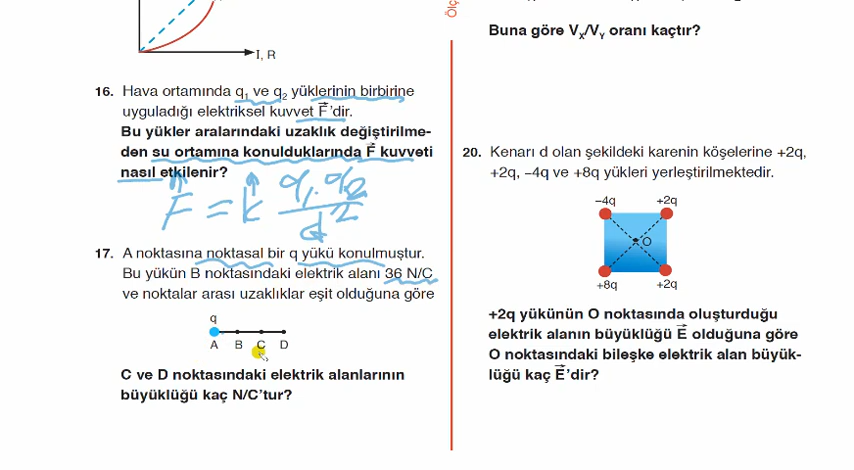 I, R
16. Hava ortamında q₁ ve q₂ yüklerinin birbirine
uyguladığı elektriksel kuvvet F⃗'dir.
Bu yükler aralarındaki uzaklık değiştirilme-
den su ortamına konulduklarında F⃗ kuvveti
nasıl etkilenir?
F = k q₁.q₂ / d²
17. A noktasına noktasal bir q yükü konulmuştur.
Bu yükün B noktasındaki elektrik alanı 36 N/C
ve noktalar arası uzaklıklar eşit olduğuna göre
q
A B C D
C ve D noktasındaki elektrik alanlarının
büyüklüğü kaç N/C'tur?
Ölç
Buna göre Vₓ/Vᵧ oranı kaçtır?
20. Kenarı d olan şekildeki karenin köşelerine +2q,
+2q, –4q ve +8q yükleri yerleştirilmektedir.
–4q +2q
O
+8q +2q
+2q yükünün O noktasında oluşturduğu
elektrik alanın büyüklüğü E⃗ olduğuna göre
O noktasındaki bileşke elektrik alan büyük-
lüğü kaç E⃗'dir?